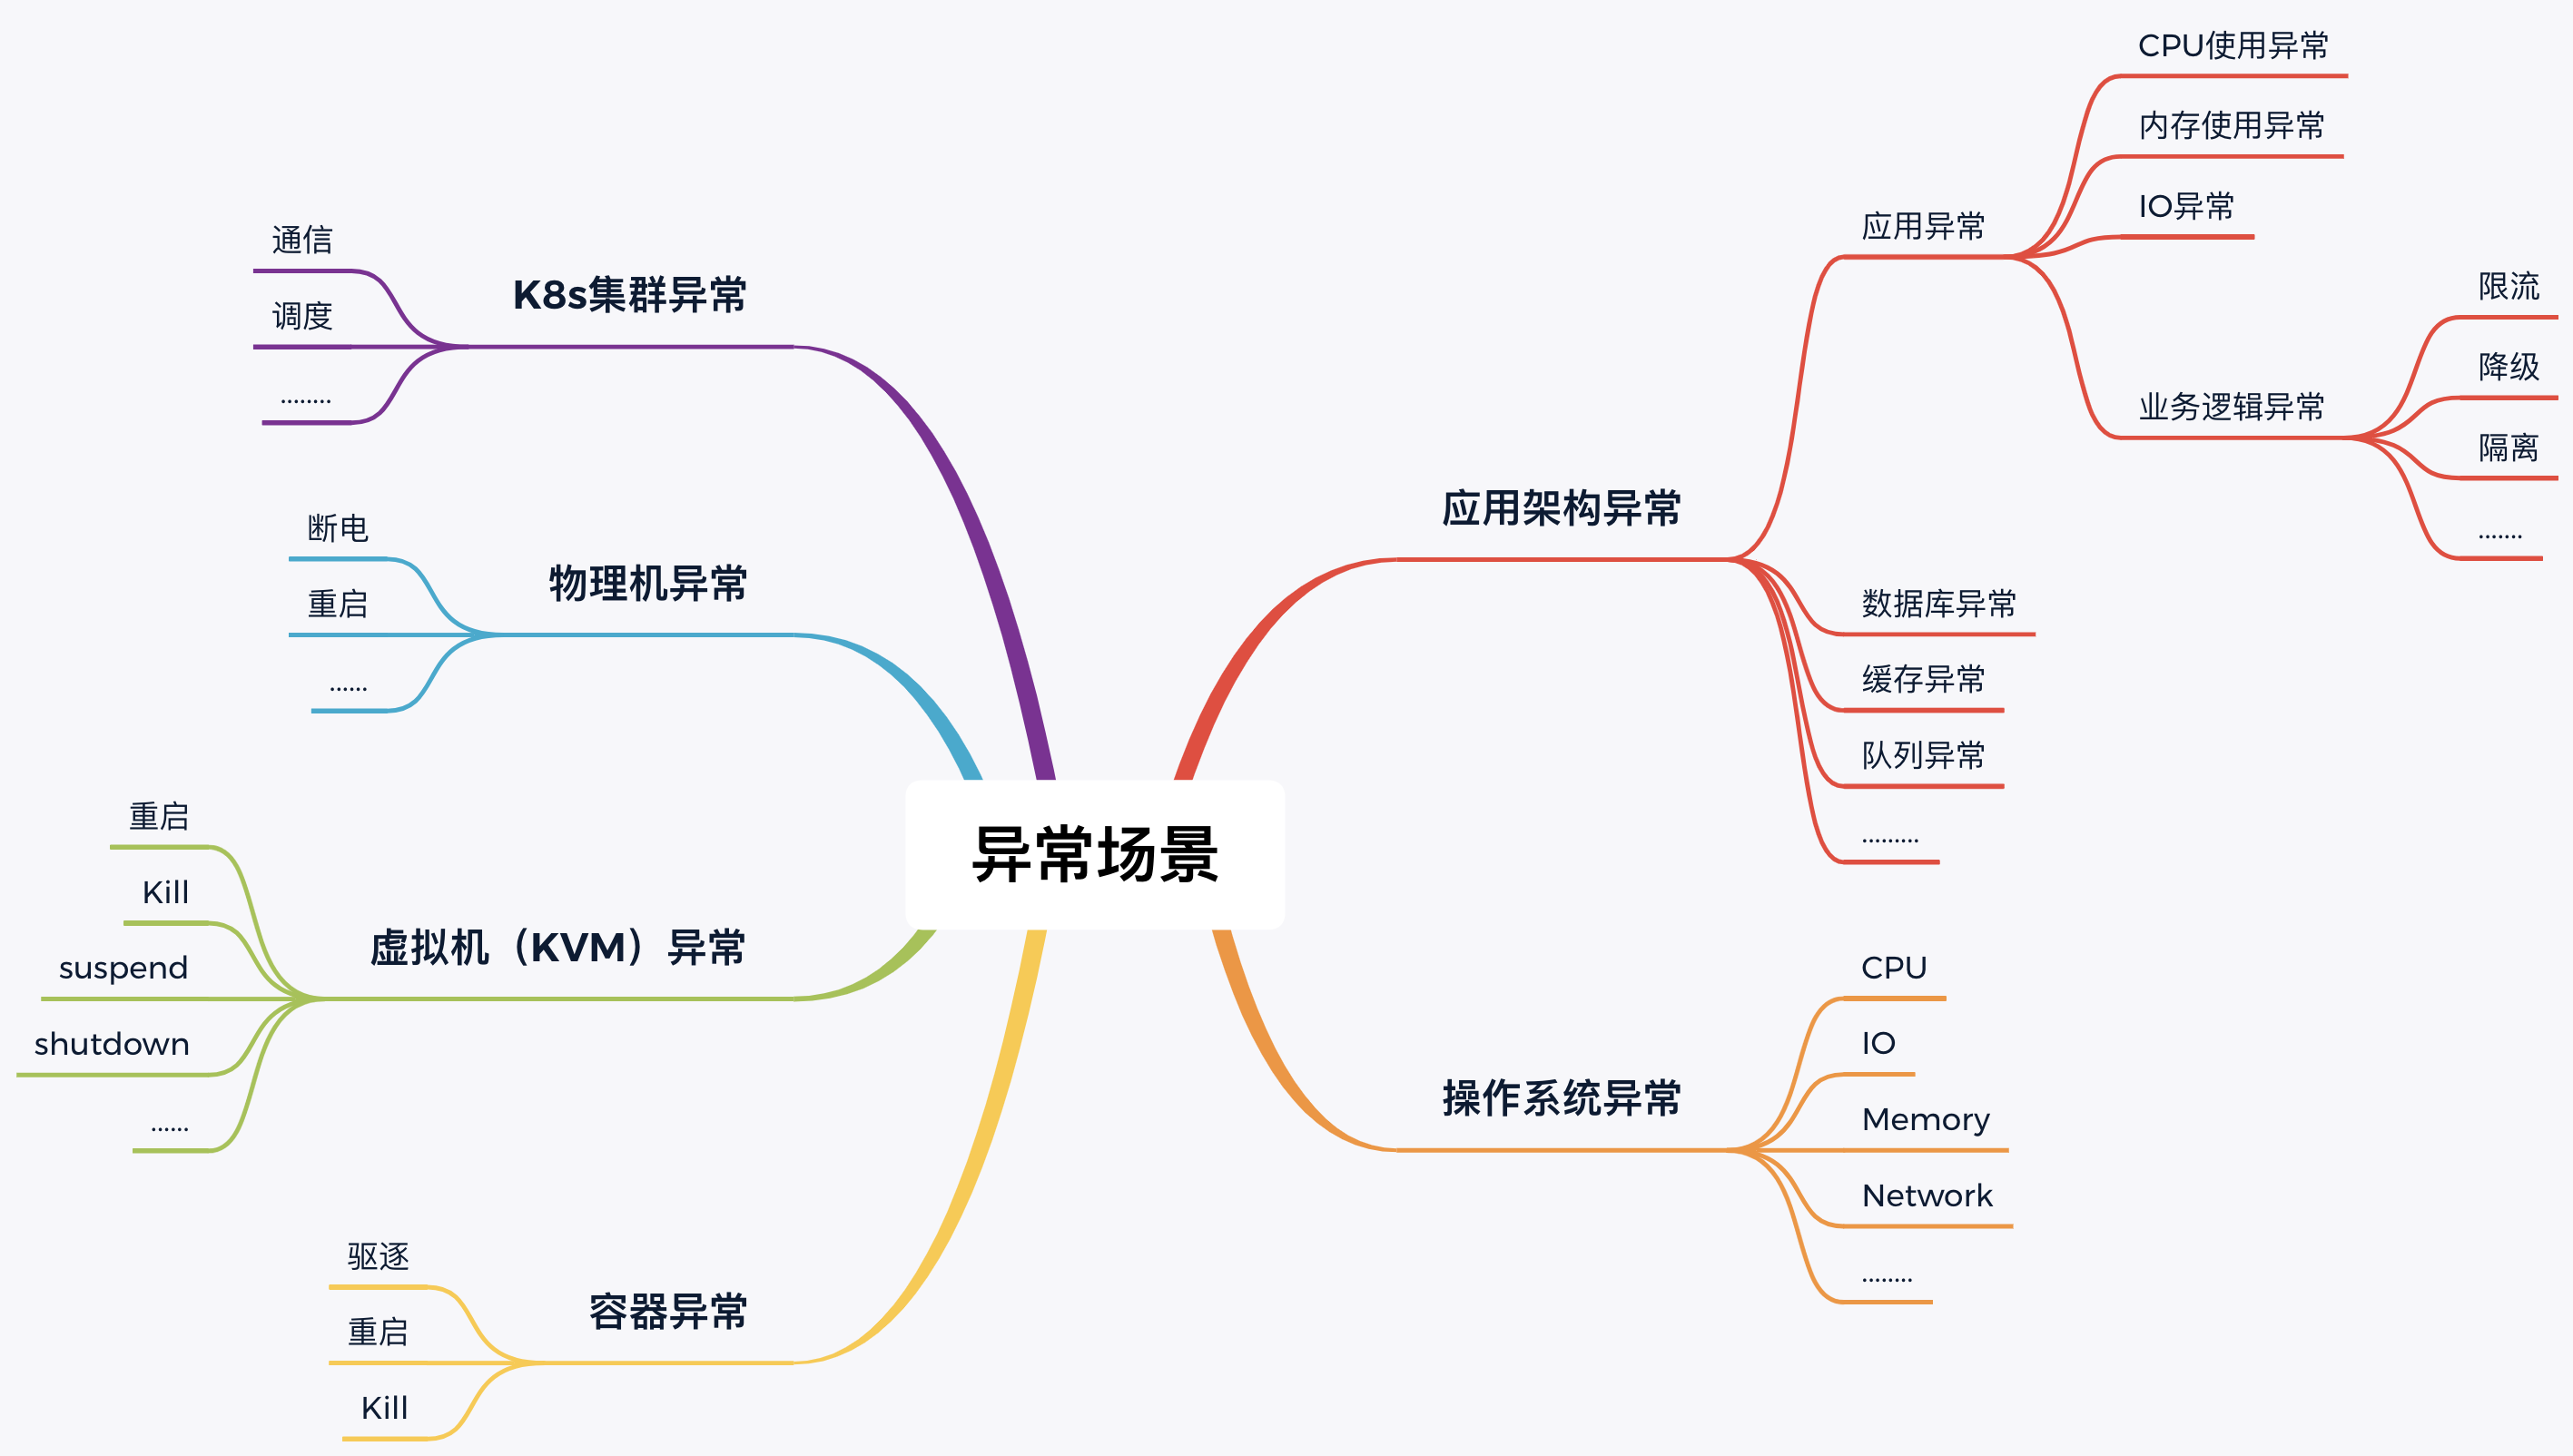 异常场景
应用架构异常
应用异常
CPU使用异常
内存使用异常
IO异常
业务逻辑异常
限流
降级
隔离
.......
数据库异常
缓存异常
队列异常
.........
操作系统异常
CPU
IO
Memory
Network
........
K8s集群异常
通信
调度
........
物理机异常
断电
重启
......
虚拟机（KVM）异常
重启
Kill
suspend
shutdown
......
容器异常
驱逐
重启
Kill